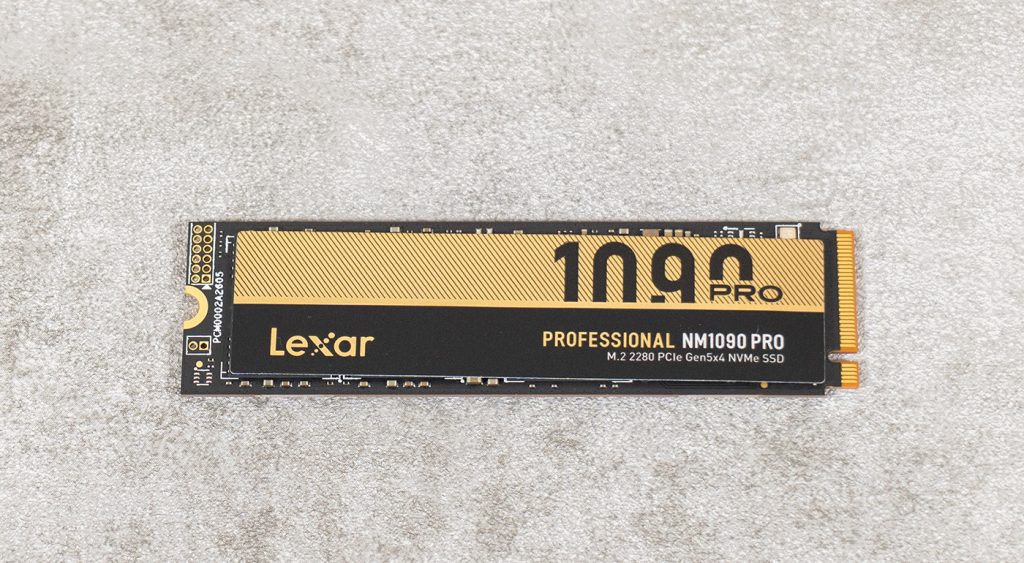 1090
PRO
Lexar
PROFESSIONAL NM1090 PRO
M.2 2280 PCIe Gen5x4 NVMe SSD
PCM0002A2605